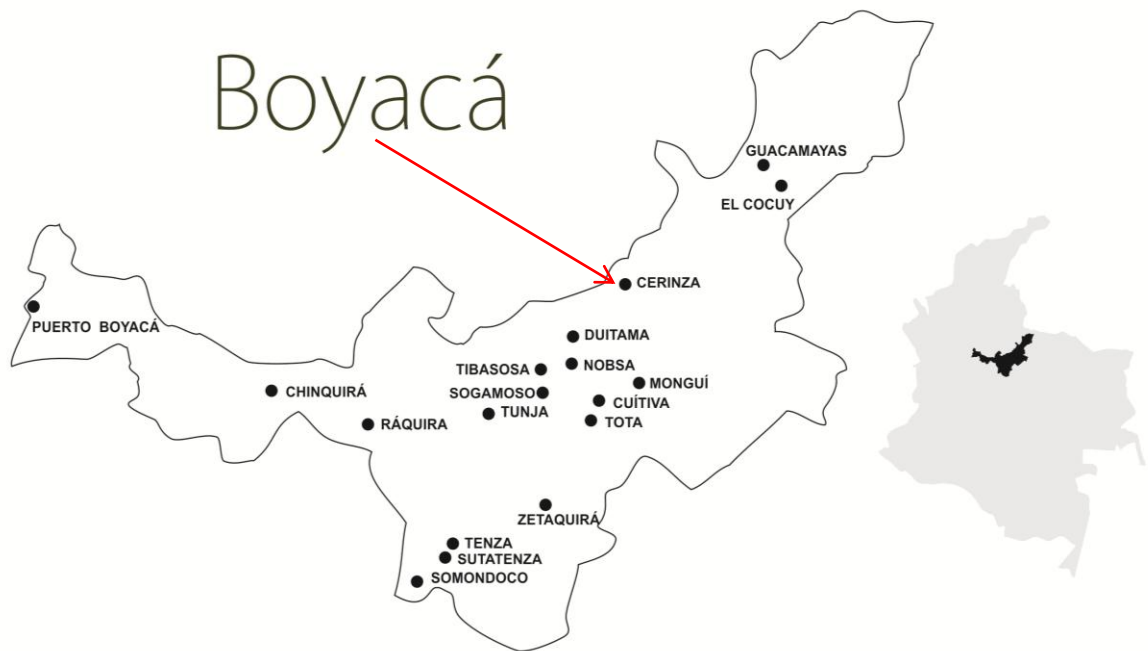 Boyacá
GUACAMAYAS
EL COCUY
CERINZA
PUERTO BOYACÁ
DUITAMA
NOBSA
TIBASOSA
MONGUÍ
CHINQUIRÁ
SOGAMOSO
CUÍTIVA
TUNJA
TOTA
RÁQUIRA
ZETAQUIRÁ
TENZA
SUTATENZA
SOMONDOCO